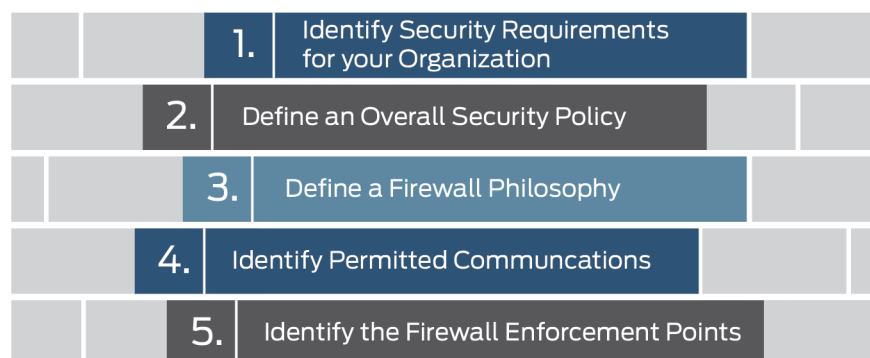 1. Identify Security Requirements
for your Organization
2. Define an Overall Security Policy
3. Define a Firewall Philosophy
4. Identify Permitted Communcations
5. Identify the Firewall Enforcement Points